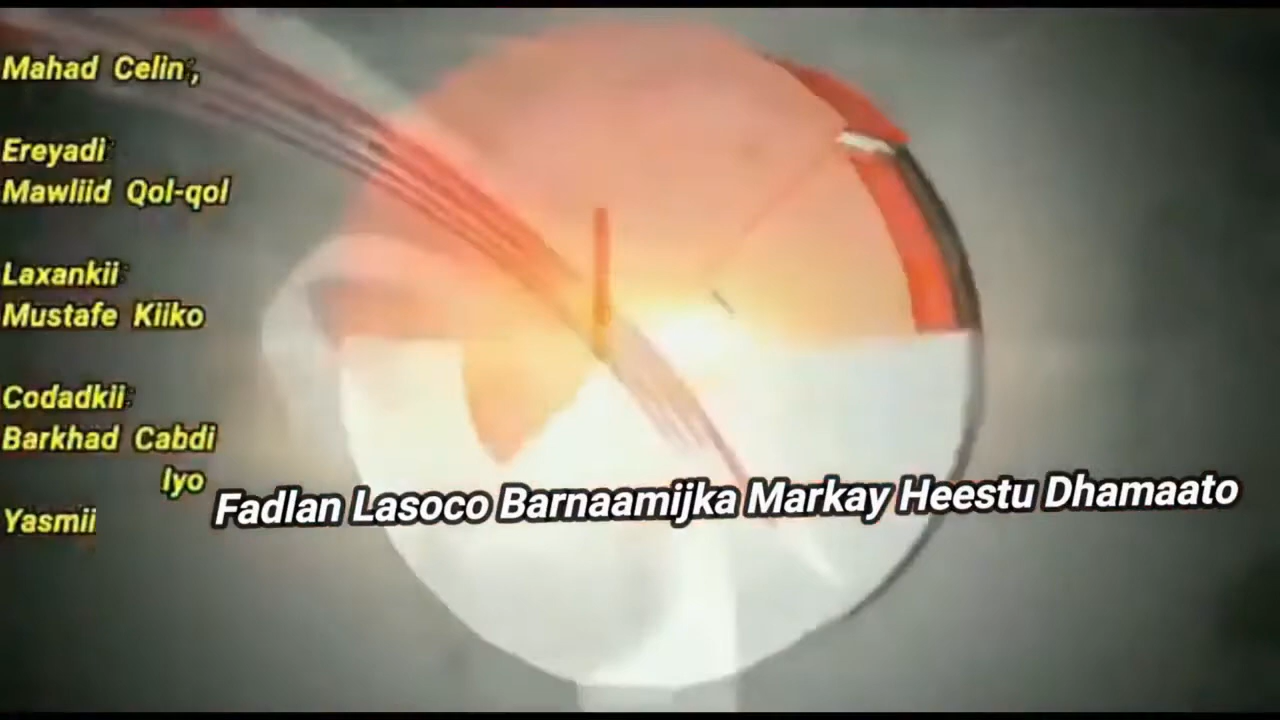 Mahad Celin,
Ereyadi:
Mawliid Qol-qol
Laxankii:
Mustafe Kiiko
Codadkii:
Barkhad Cabdi
Iyo
Yasmii
Fadlan Lasoco Barnaamijka Markay Heestu Dhamaato